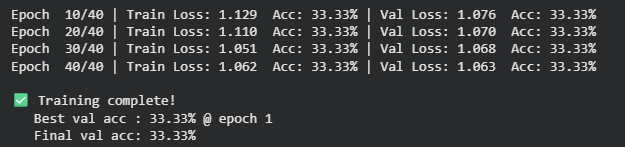 Epoch  10/40 | Train Loss: 1.129  Acc: 33.33% | Val Loss: 1.076  Acc: 33.33%
Epoch  20/40 | Train Loss: 1.110  Acc: 33.33% | Val Loss: 1.070  Acc: 33.33%
Epoch  30/40 | Train Loss: 1.051  Acc: 33.33% | Val Loss: 1.068  Acc: 33.33%
Epoch  40/40 | Train Loss: 1.062  Acc: 33.33% | Val Loss: 1.063  Acc: 33.33%
✅ Training complete!
Best val acc : 33.33% @ epoch 1
Final val acc: 33.33%